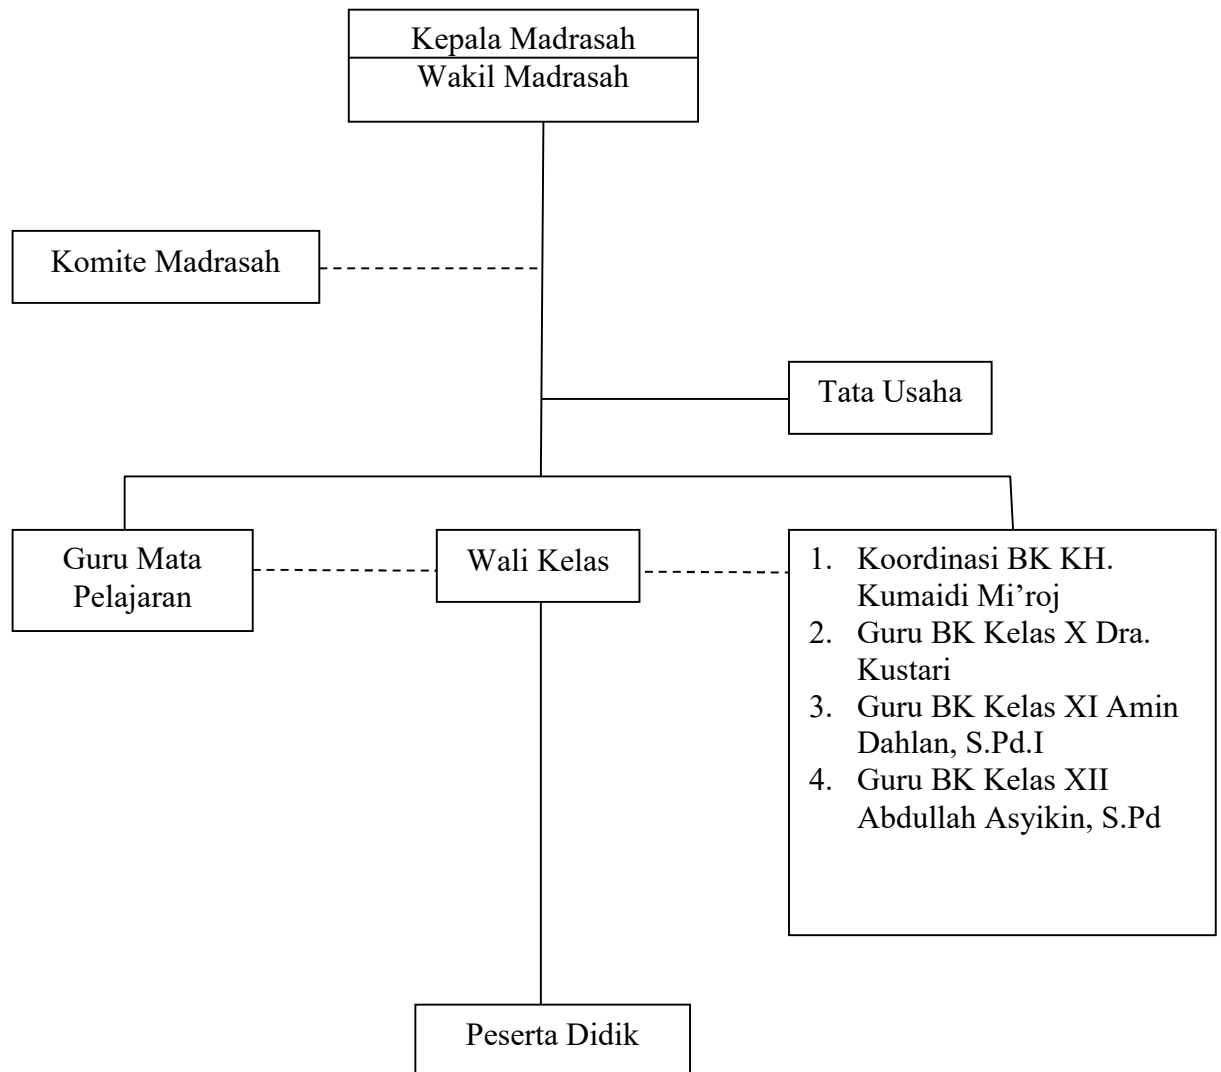 Kepala Madrasah
Wakil Madrasah
Komite Madrasah
Tata Usaha
Guru Mata
Pelajaran
Wali Kelas
1. Koordinasi BK KH.
Kumaidi Mi’roj
2. Guru BK Kelas X Dra.
Kustari
3. Guru BK Kelas XI Amin
Dahlan, S.Pd.I
4. Guru BK Kelas XII
Abdullah Asyikin, S.Pd
Peserta Didik